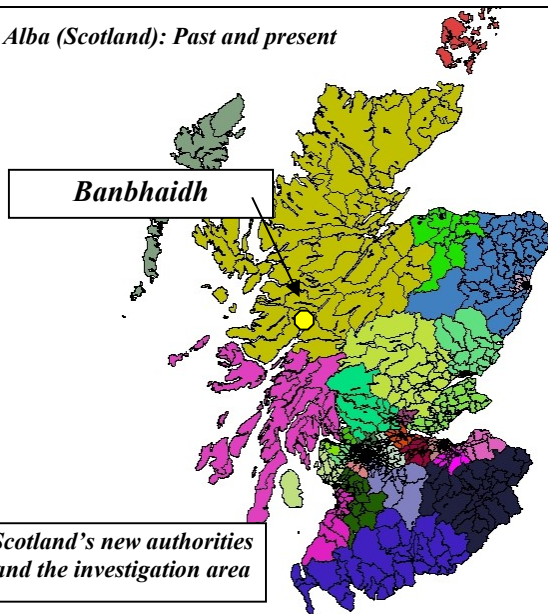 Alba (Scotland): Past and present
Banbhaidh
Scotland's new authorities
and the investigation area